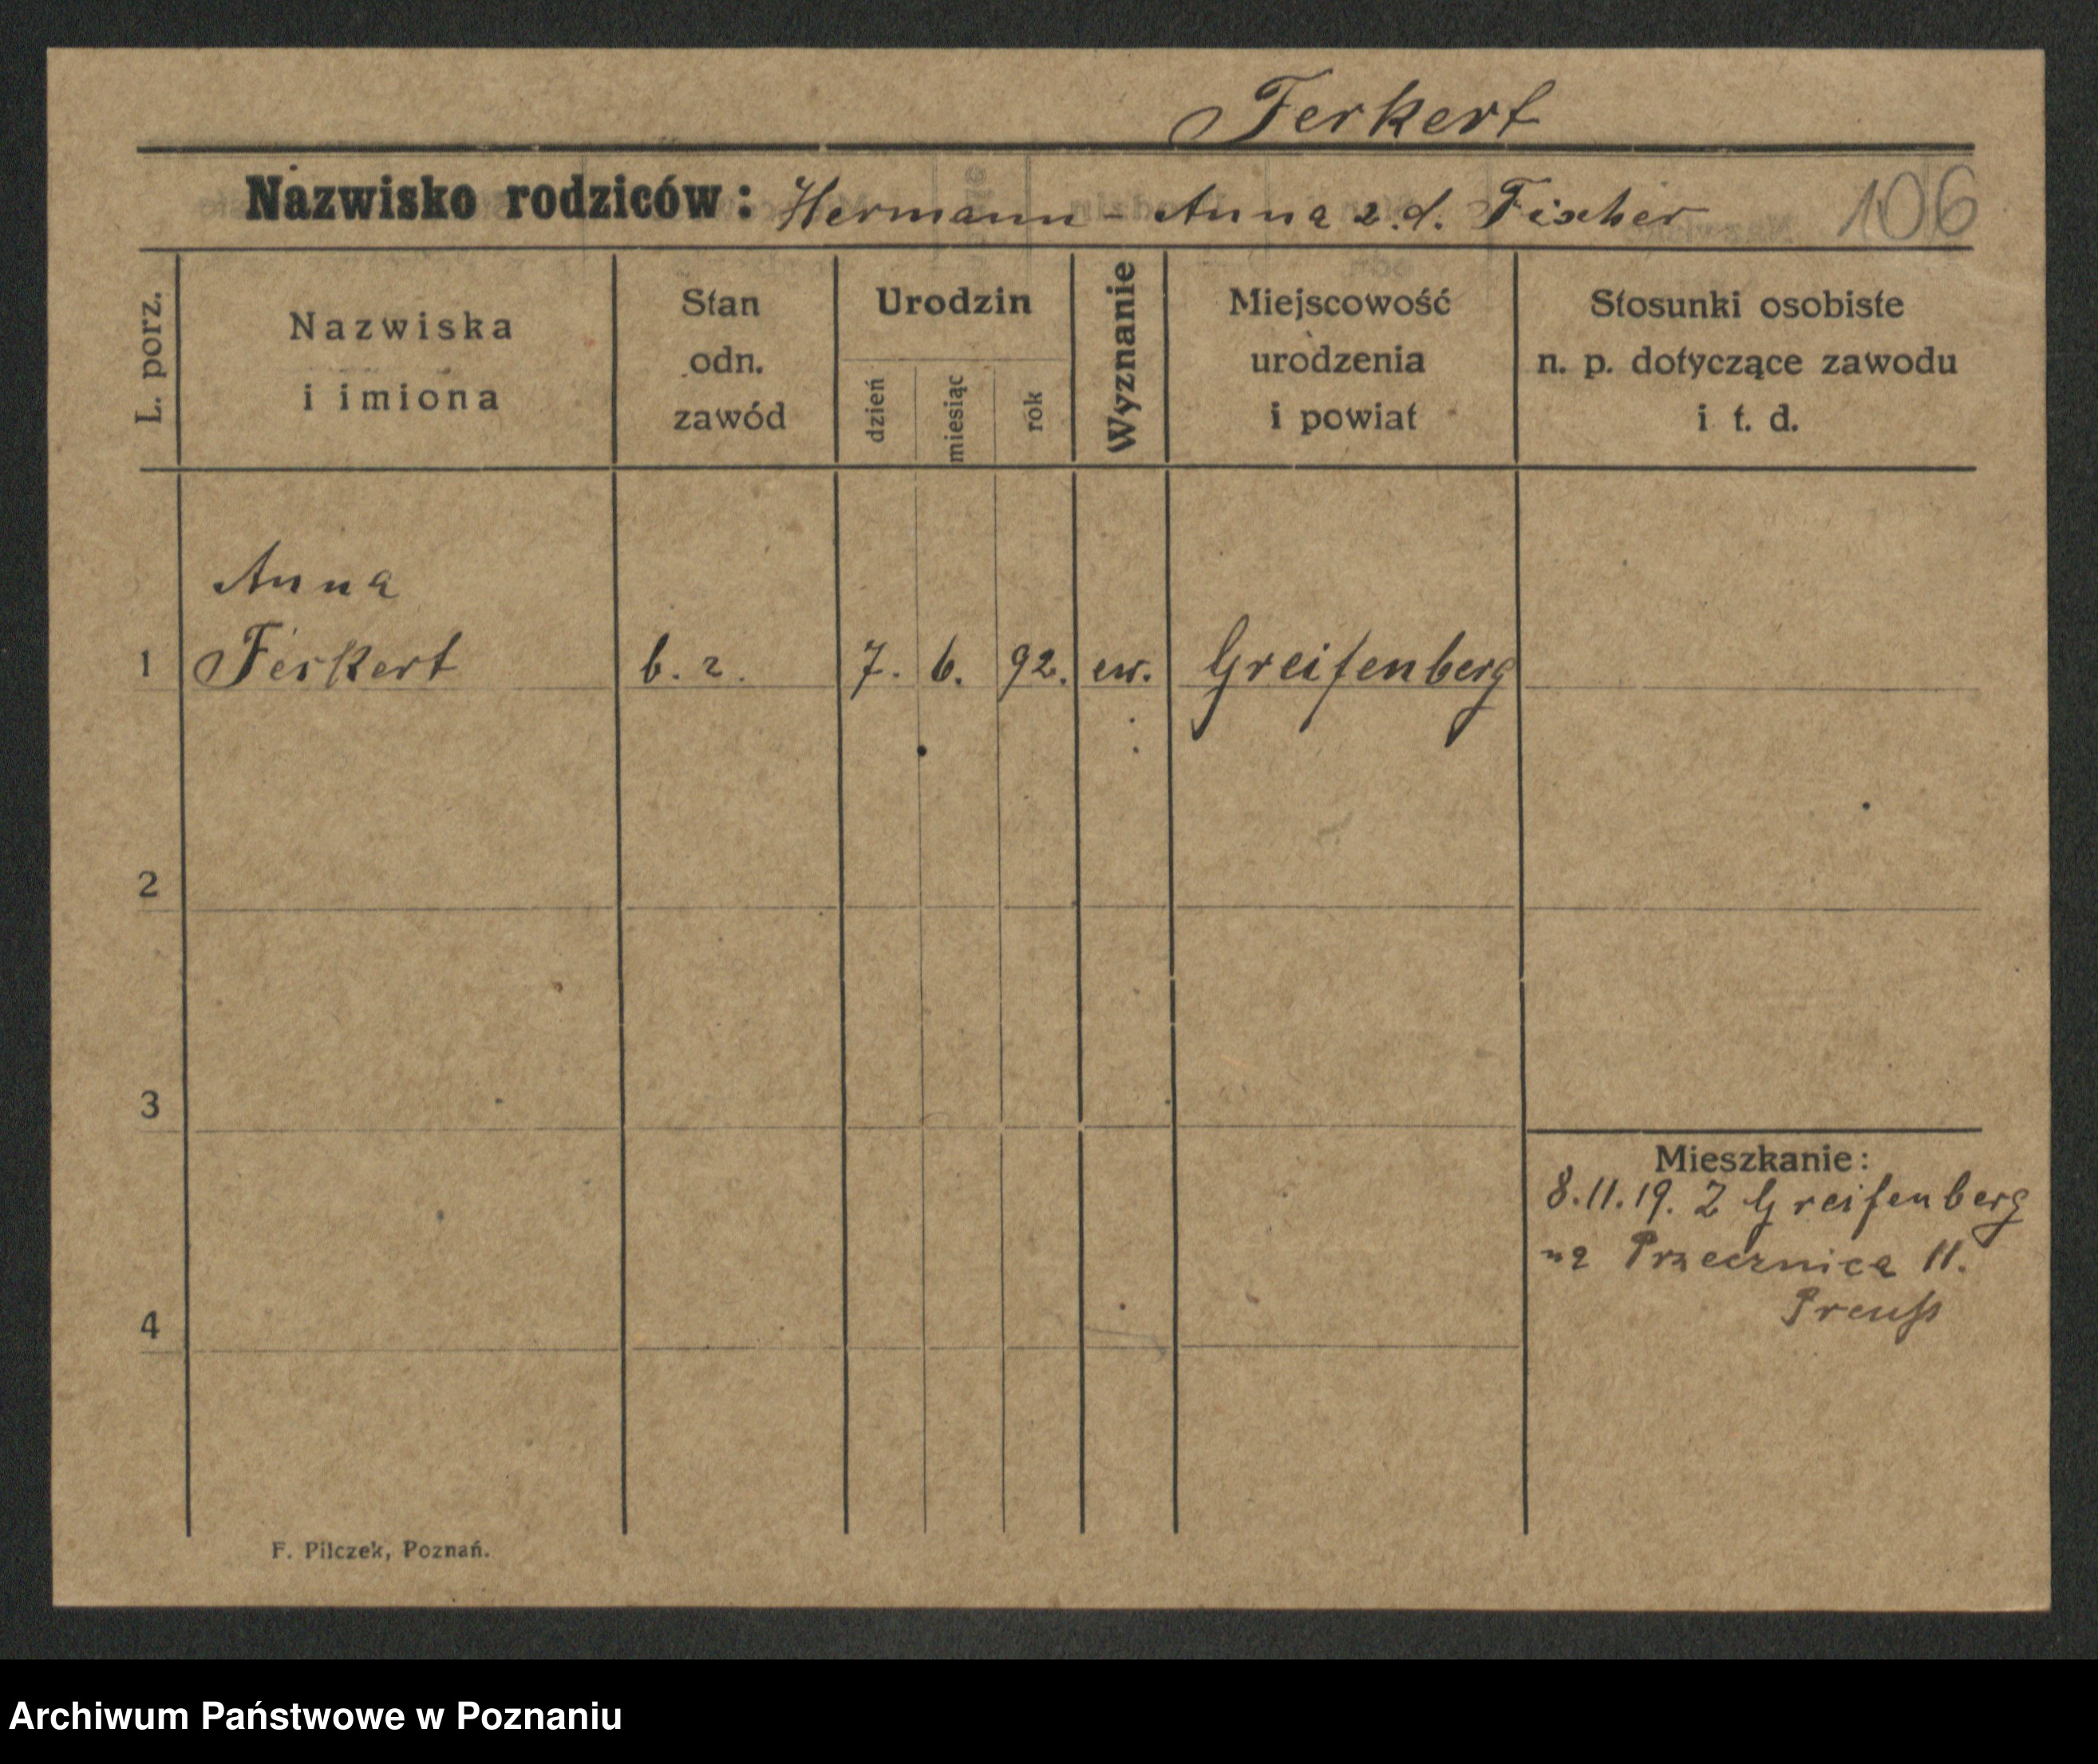 Ferkert
Nazwisko rodziców: Hermann - Anna z.d. Fischer
106
L. porz.
Nazwiska
i imiona
Stan
odn.
zawód
Urodzin
dzień
miesiąc
rok
Wyznanie
Miejscowość
urodzenia
i powiat
Stosunki osobiste
n. p. dotyczące zawodu
i t. d.
Anna
1 Ferkert b. z. 7. 6. 92. ew. Greifenberg
2
3
Mieszkanie:
8.11.19. Z Greifenberg
na Przecznica 11.
Preuß
4
F. Pilczek, Poznań.
Archiwum Państwowe w Poznaniu